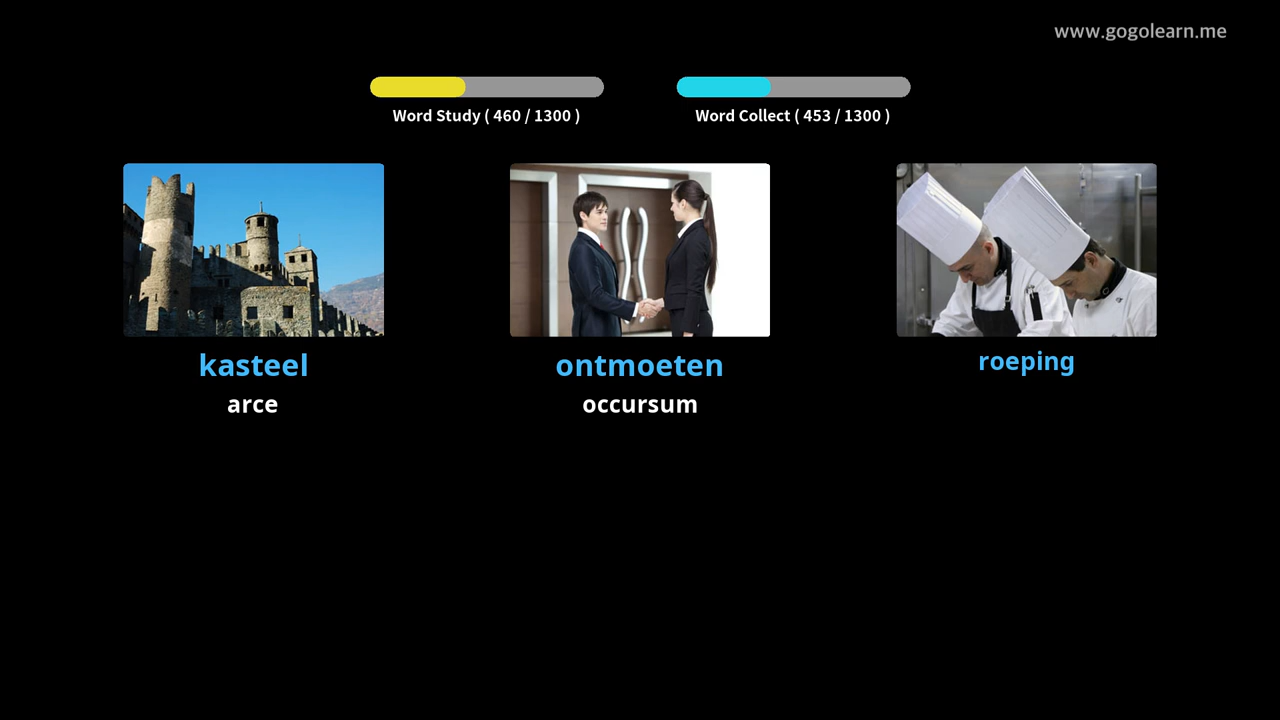 www.gogolearn.me
Word Study ( 460 / 1300 )
Word Collect ( 453 / 1300 )
kasteel
arce
ontmoeten
occursum
roeping